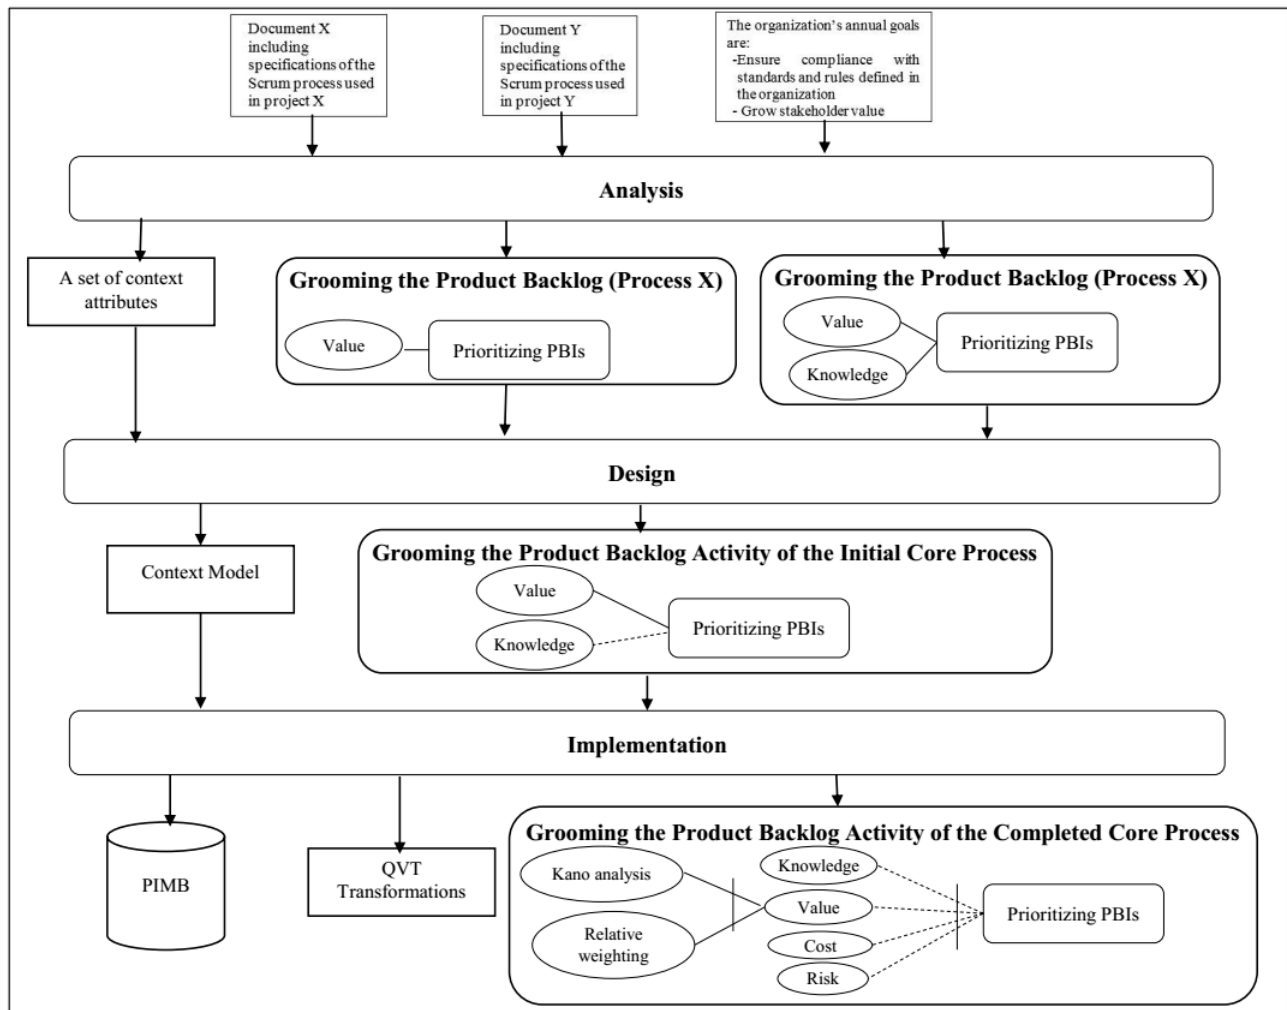 Document X
including
specifications of the
Scrum process used
in project X
Document Y
including
specifications of the
Scrum process used
in project Y
The organization's annual goals
are:
-Ensure compliance with
standards and rules defined in
the organization
- Grow stakeholder value
Analysis
A set of context
attributes
Grooming the Product Backlog (Process X)
Value
Prioritizing PBIs
Grooming the Product Backlog (Process X)
Value
Knowledge
Prioritizing PBIs
Design
Context Model
Grooming the Product Backlog Activity of the Initial Core Process
Value
Knowledge
Prioritizing PBIs
Implementation
PIMB
QVT
Transformations
Grooming the Product Backlog Activity of the Completed Core Process
Kano analysis
Relative
weighting
Knowledge
Value
Cost
Risk
Prioritizing PBIs